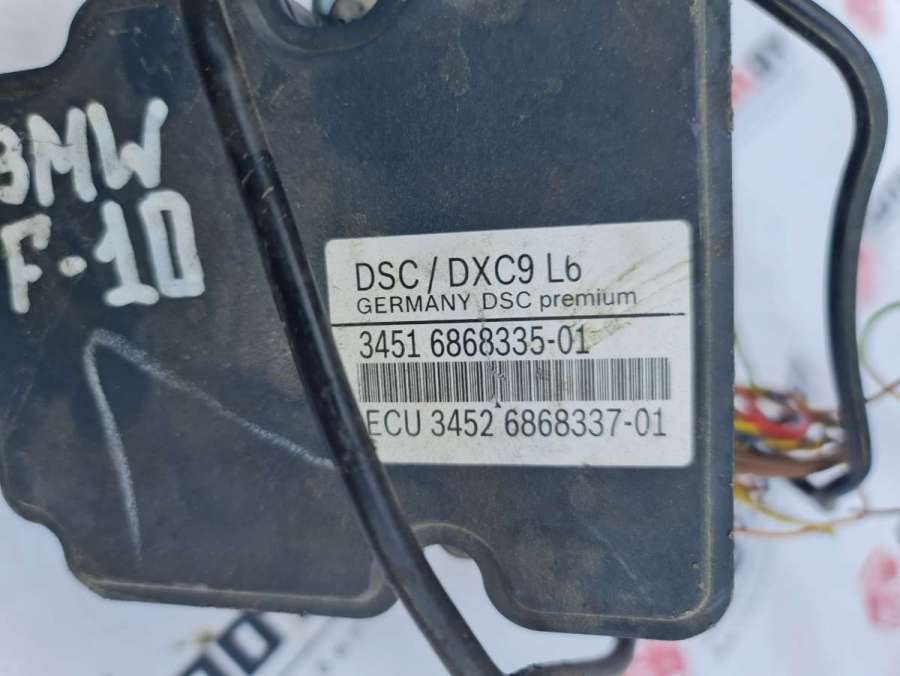 BMW
F-10
DSC / DXC9 L6
GERMANY DSC premium
3451 6868335-01
ECU 3452 6868337-01